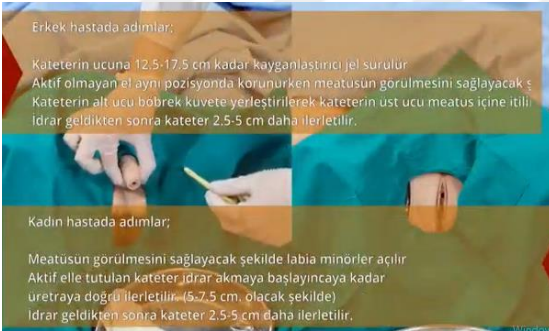 Erkek hastada adımlar;
Kateterin ucuna 12.5-17.5 cm kadar kayganlaştırıcı jel sürülür
Aktif olmayan el aynı pozisyonda korunurken meatüsün görülmesini sağlayacak ş
Kateterin alt ucu böbrek küvete yerleştirilerek kateterin üst ucu meatus içine itili
İdrar geldikten sonra kateter 2.5-5 cm daha ilerletilir.
Kadın hastada adımlar;
Meatüsün görülmesini sağlayacak şekilde labia minörler açılır
Aktif elle tutulan kateter idrar akmaya başlayıncaya kadar
üretraya doğru ilerletilir. (5-7.5 cm. olacak şekilde)
İdrar geldikten sonra kateter 2.5-5 cm daha ilerletilir.